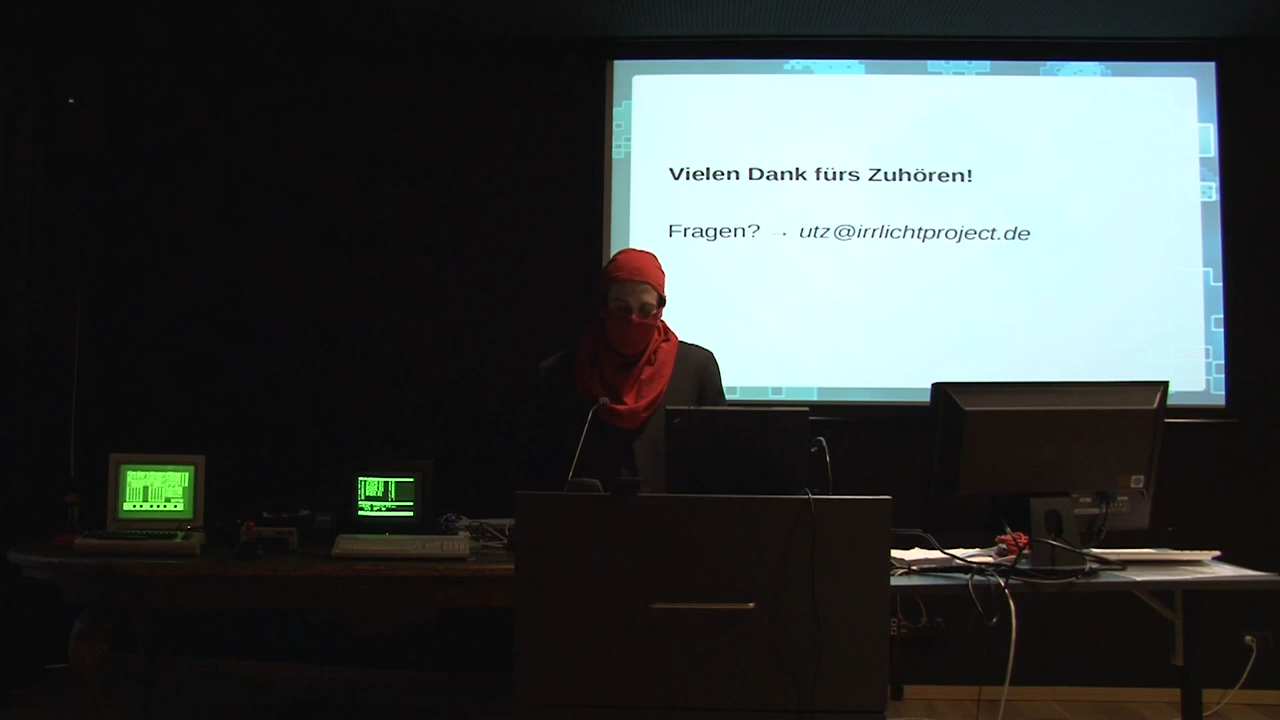 Vielen Dank fürs Zuhören!
Fragen? → utz@irrlichtproject.de